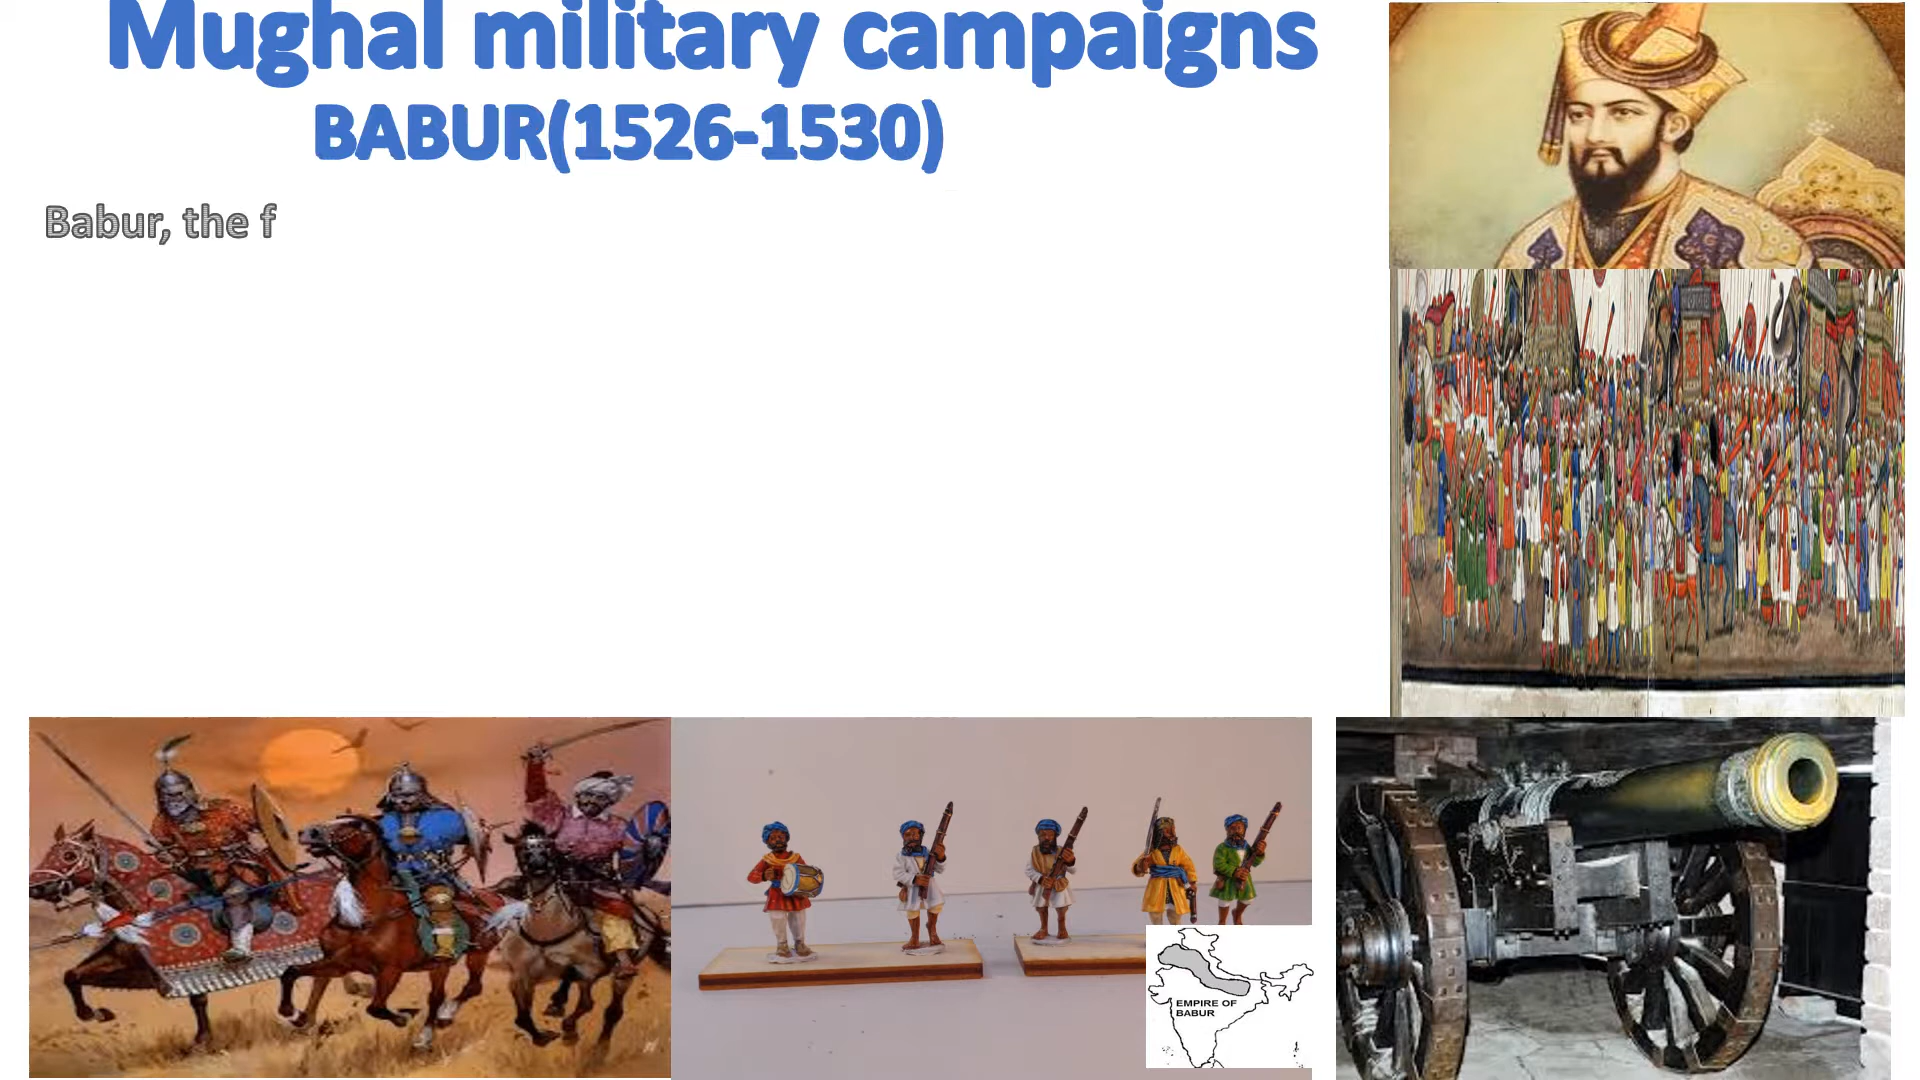 Mughal military campaigns
BABUR(1526-1530)
Babur, the f
EMPIRE OF
BABUR